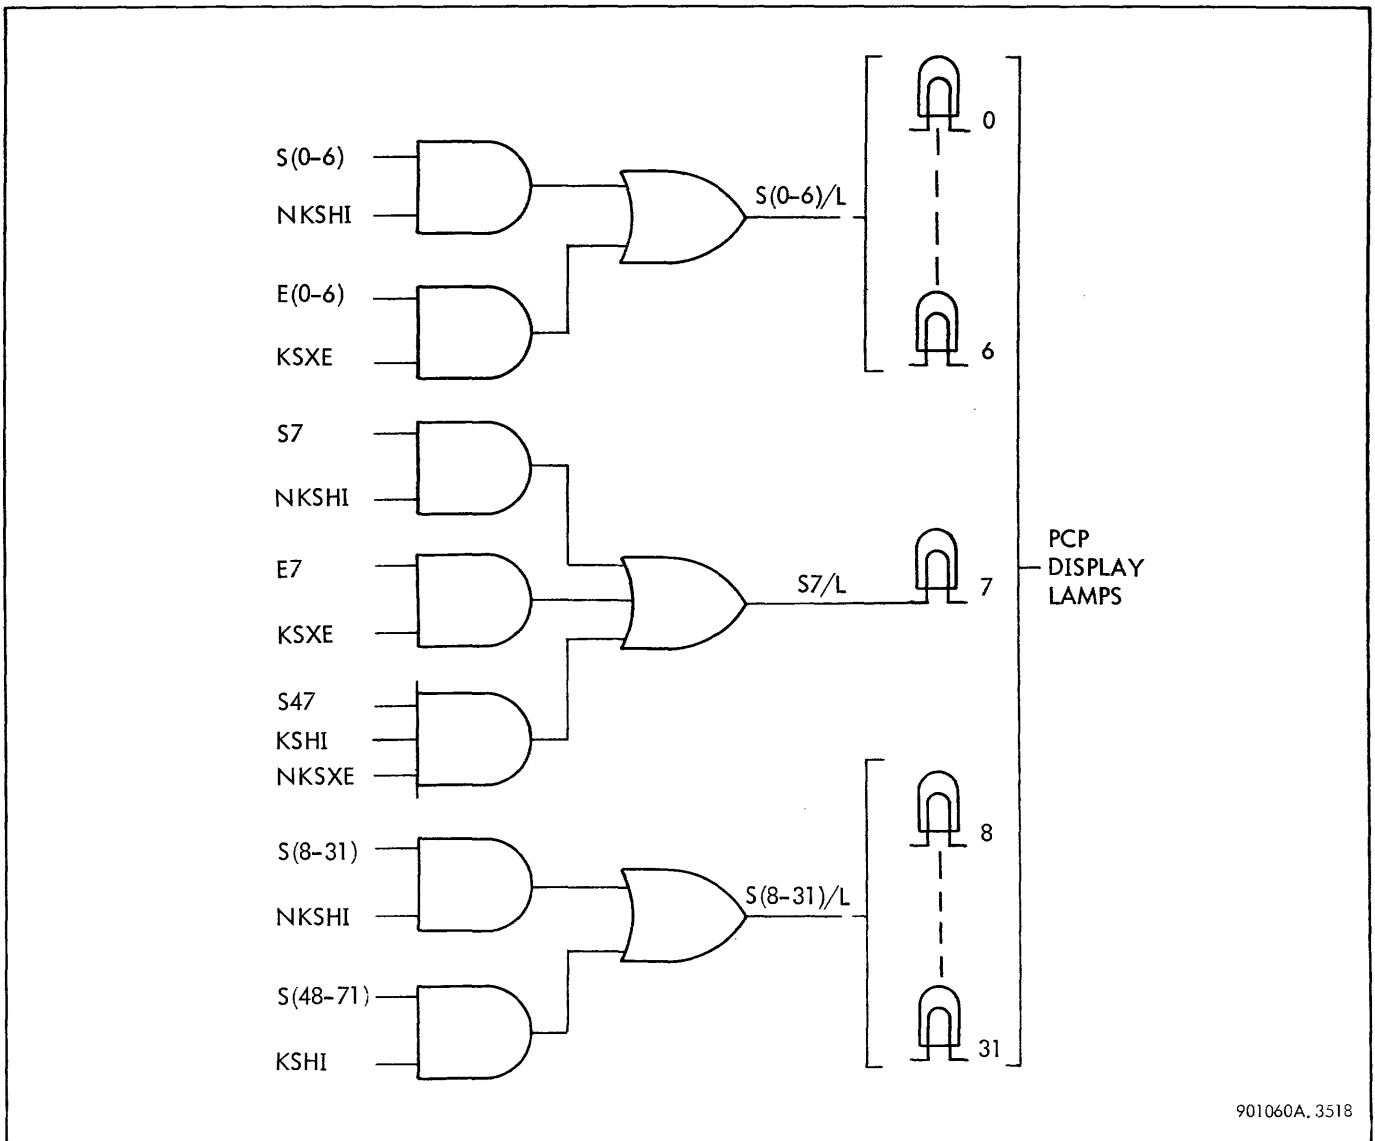 0
S(0-6)
NKSHI
S(0-6)/L
E(0-6)
KSXE
6
S7
NKSHI
E7
KSXE
S7/L
7
PCP
DISPLAY
LAMPS
S47
KSHI
NKSXE
8
S(8-31)
NKSHI
S(8-31)/L
S(48-71)
KSHI
31
901060A. 3518